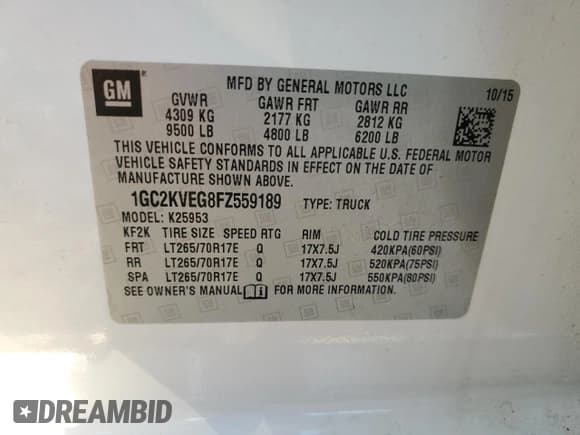 GM
MFD BY GENERAL MOTORS LLC
10/15
GVWR GAWR FRT GAWR RR
4309 KG 2177 KG 2812 KG
9500 LB 4800 LB 6200 LB
THIS VEHICLE CONFORMS TO ALL APPLICABLE U.S. FEDERAL MOTOR
VEHICLE SAFETY STANDARDS IN EFFECT ON THE DATE OF
MANUFACTURE SHOWN ABOVE.
1GC2KVEG8FZ559189 TYPE: TRUCK
MODEL: K25953
KF2K TIRE SIZE SPEED RTG RIM COLD TIRE PRESSURE
FRT LT265/70R17E Q 17X7.5J 420KPA(60PSI)
RR LT265/70R17E Q 17X7.5J 520KPA(75PSI)
SPA LT265/70R17E Q 17X7.5J 550KPA(80PSI)
SEE OWNER'S MANUAL FOR MORE INFORMATION.
DREAMBID